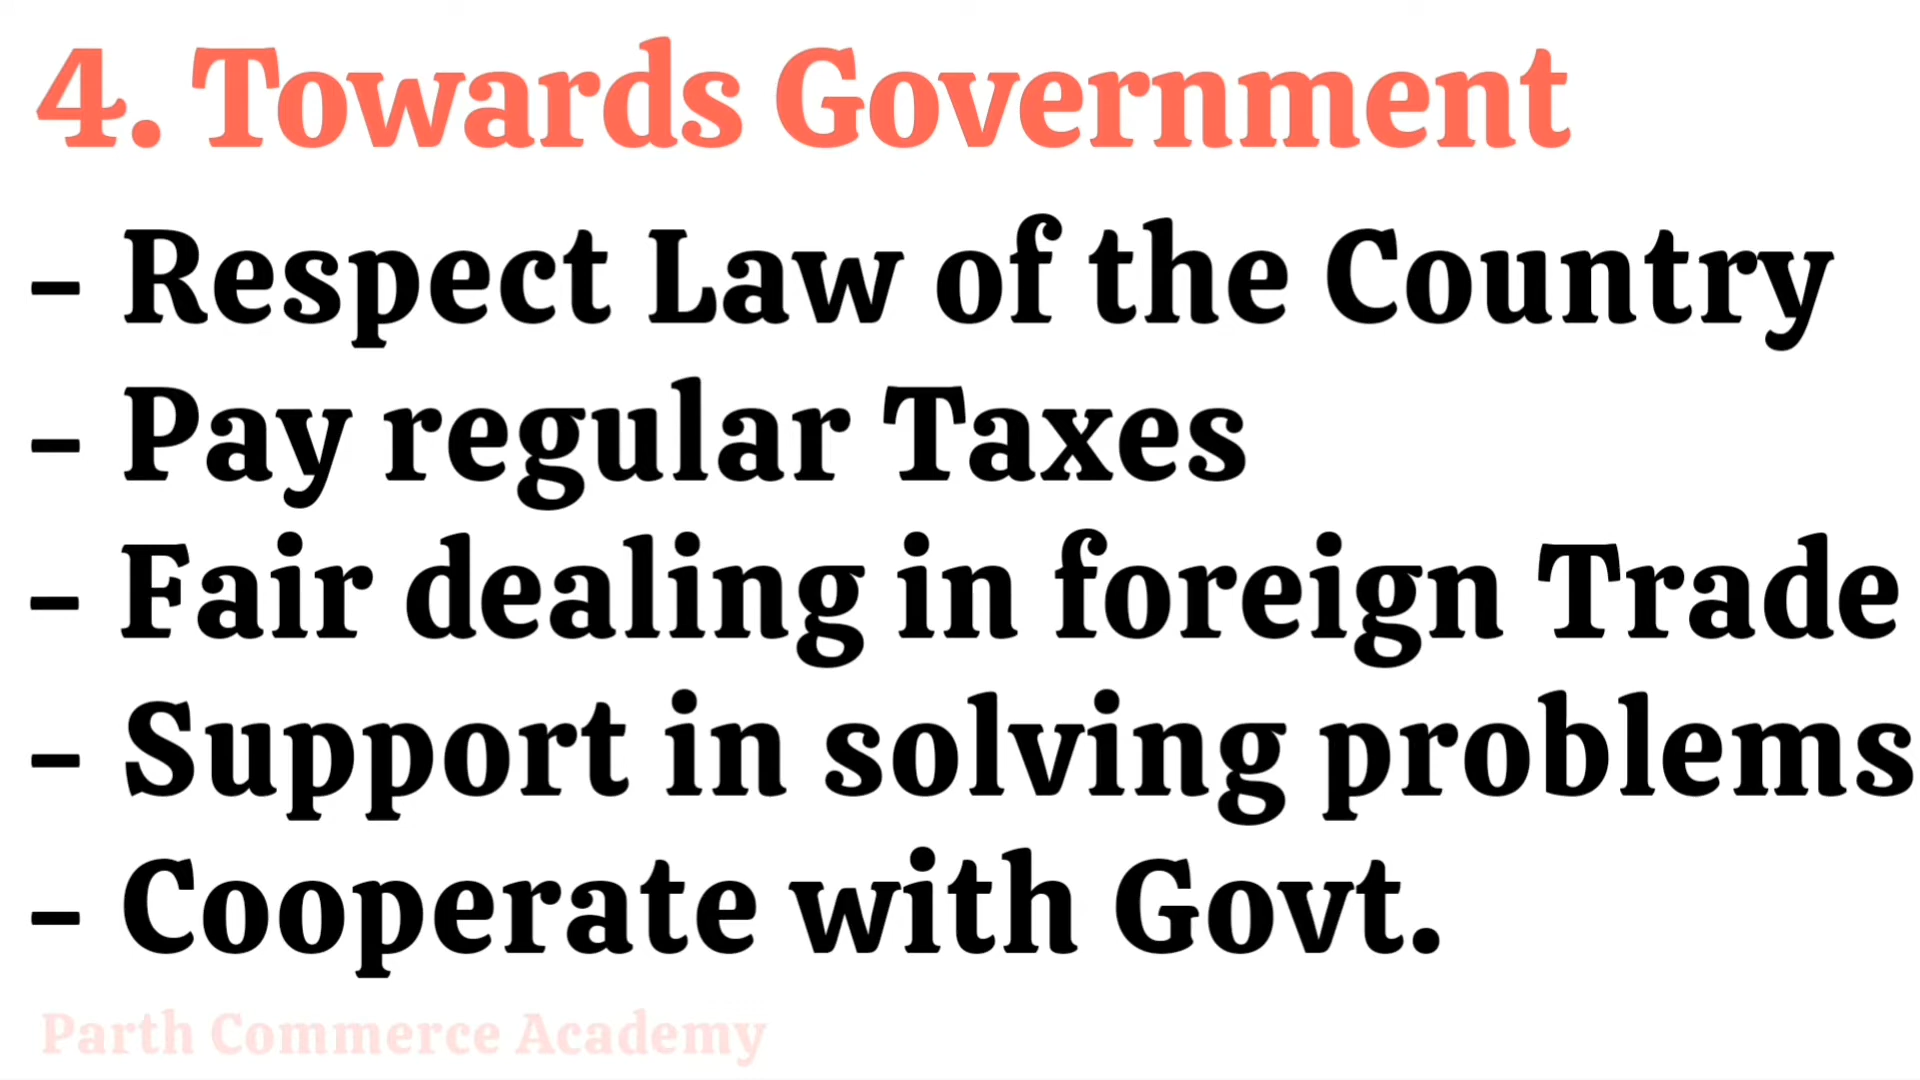 4. Towards Government
- Respect Law of the Country
- Pay regular Taxes
- Fair dealing in foreign Trade
- Support in solving problems
- Cooperate with Govt.
Parth Commerce Academy